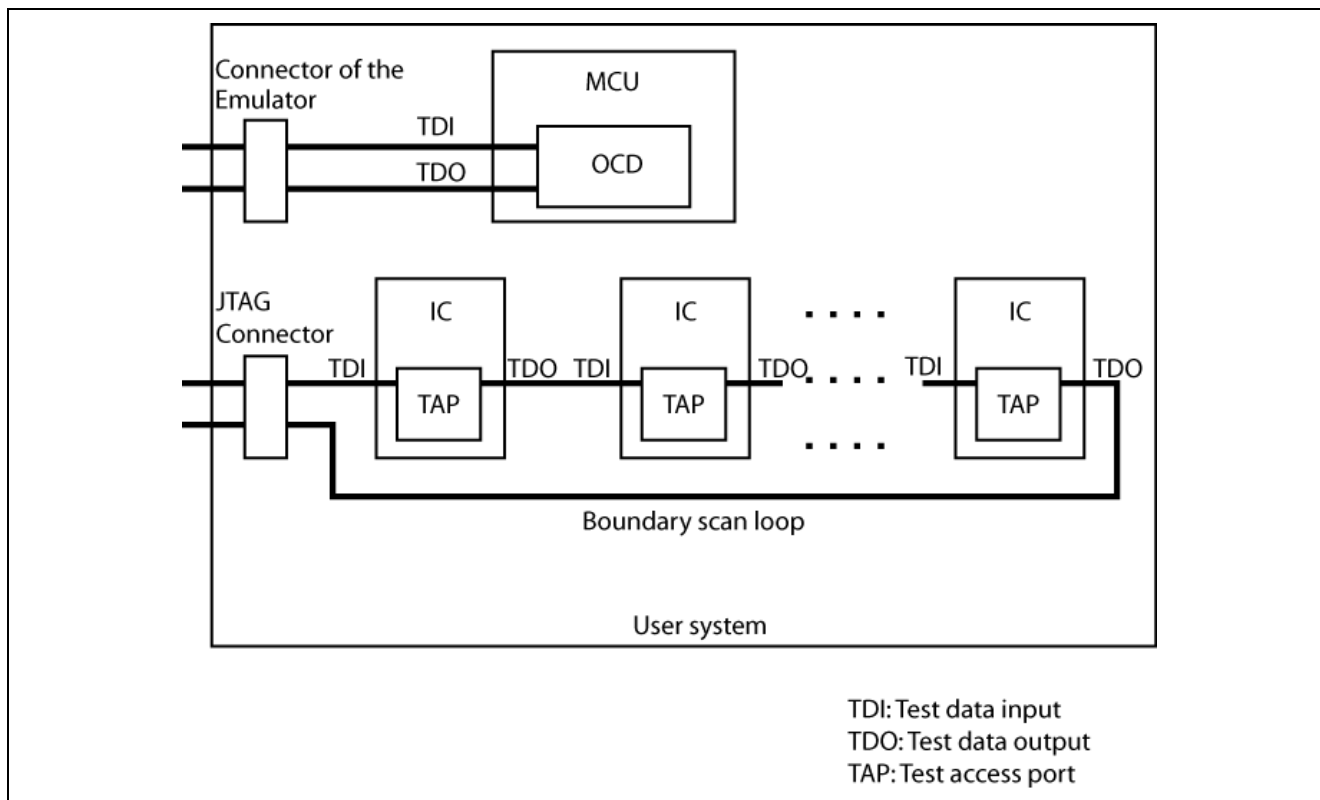 Connector of the
Emulator
MCU
TDI
OCD
TDO
JTAG
Connector
IC
IC
. . . .
IC
TDI
TDO
TDI
TDO
. . . .
TDI
TDO
TAP
TAP
TAP
. . . .
Boundary scan loop
User system
TDI: Test data input
TDO: Test data output
TAP: Test access port